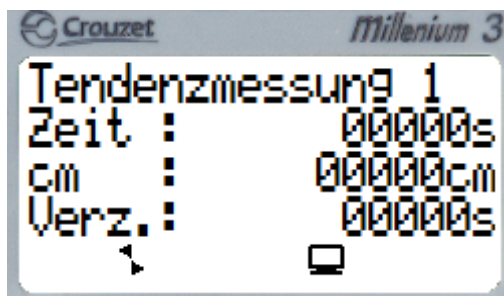 Crouzet Millenium 3
Tendenzmessung 1
Zeit : 00000s
cm : 00000cm
Verz.: 00000s